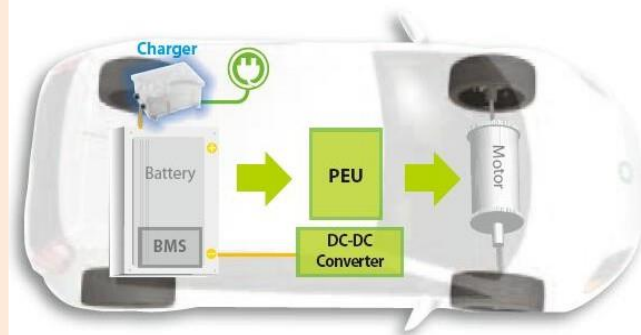 Charger
Battery
+
BMS
−
PEU
DC-DC
Converter
Motor